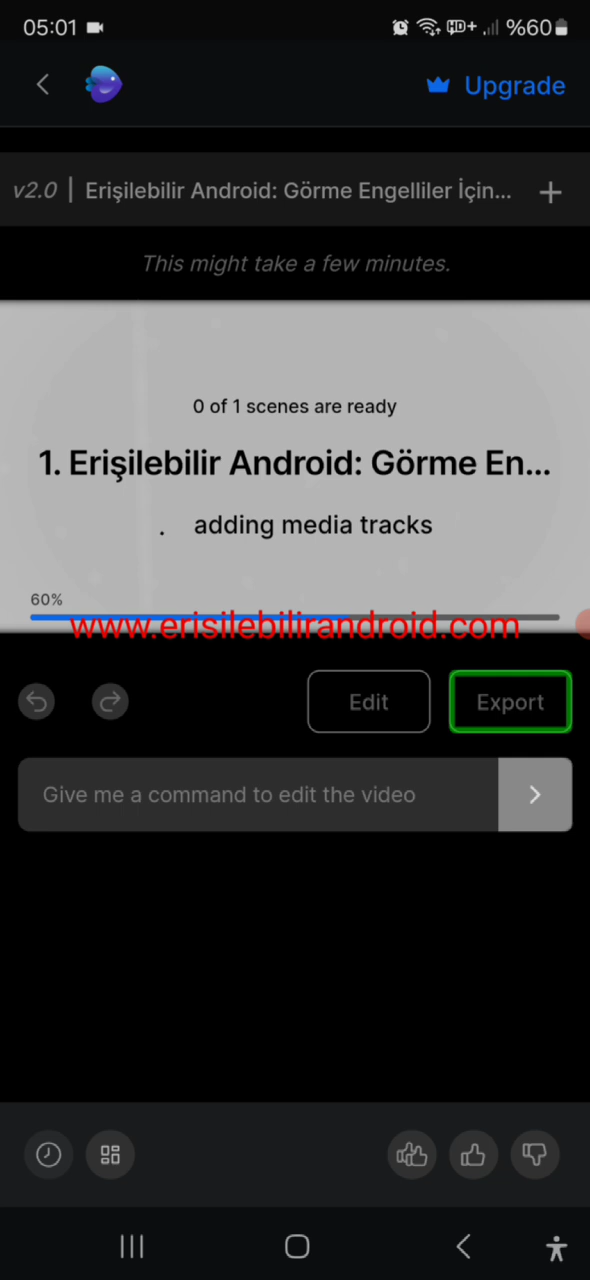 05:01
HD+ %60
Upgrade
v2.0 | Erişilebilir Android: Görme Engelliler İçin...
This might take a few minutes.
0 of 1 scenes are ready
1. Erişilebilir Android: Görme En...
. adding media tracks
60%
www.erisilebilirandroid.com
Edit
Export
Give me a command to edit the video